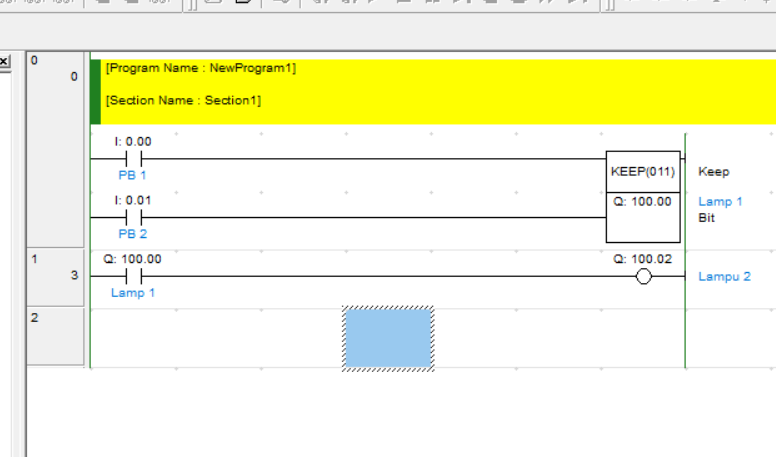 0
0
[Program Name : NewProgram1]
[Section Name : Section1]
I: 0.00
PB 1
KEEP(011)
Keep
I: 0.01
PB 2
Q: 100.00
Lamp 1
Bit
1
3
Q: 100.00
Lamp 1
Q: 100.02
Lampu 2
2